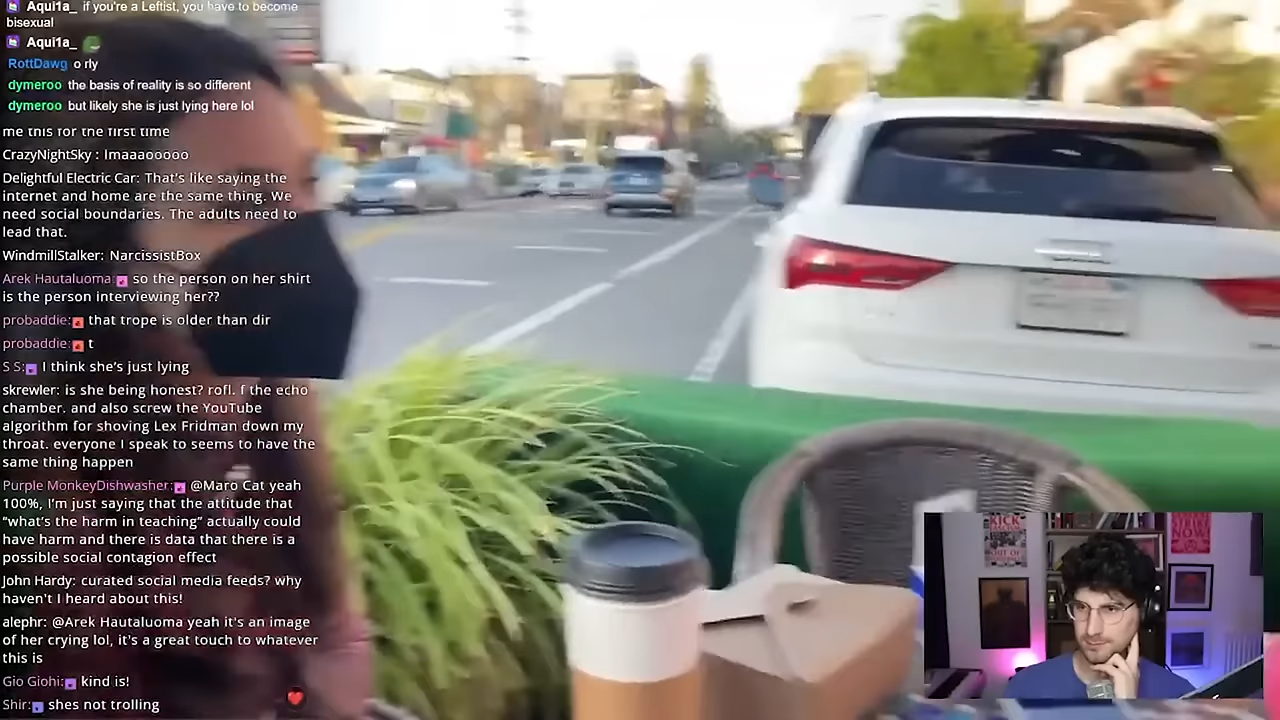 Aqui1a_ if you're a Leftist, you have to become
bisexual
Aqui1a_
RottDawg o rly
dymeroo the basis of reality is so different
dymeroo but likely she is just lying here lol
me this for the first time
CrazyNightSky : lmaaaooooo
Delightful Electric Car: That's like saying the
internet and home are the same thing. We
need social boundaries. The adults need to
lead that.
WindmillStalker: NarcissistBox
Arek Hautaluoma: so the person on her shirt
is the person interviewing her??
probaddie: that trope is older than dir
probaddie: t
S S: I think she's just lying
skrewler: is she being honest? rofl. f the echo
chamber. and also screw the YouTube
algorithm for shoving Lex Fridman down my
throat. everyone I speak to seems to have the
same thing happen
Purple MonkeyDishwasher: @Maro Cat yeah
100%, I'm just saying that the attitude that
“what's the harm in teaching” actually could
have harm and there is data that there is a
possible social contagion effect
John Hardy: curated social media feeds? why
haven't I heard about this!
alephr: @Arek Hautaluoma yeah it's an image
of her crying lol, it's a great touch to whatever
this is
Gio Giohi: kind is!
Shir: shes not trolling
KICK
OUT OF
NOW!